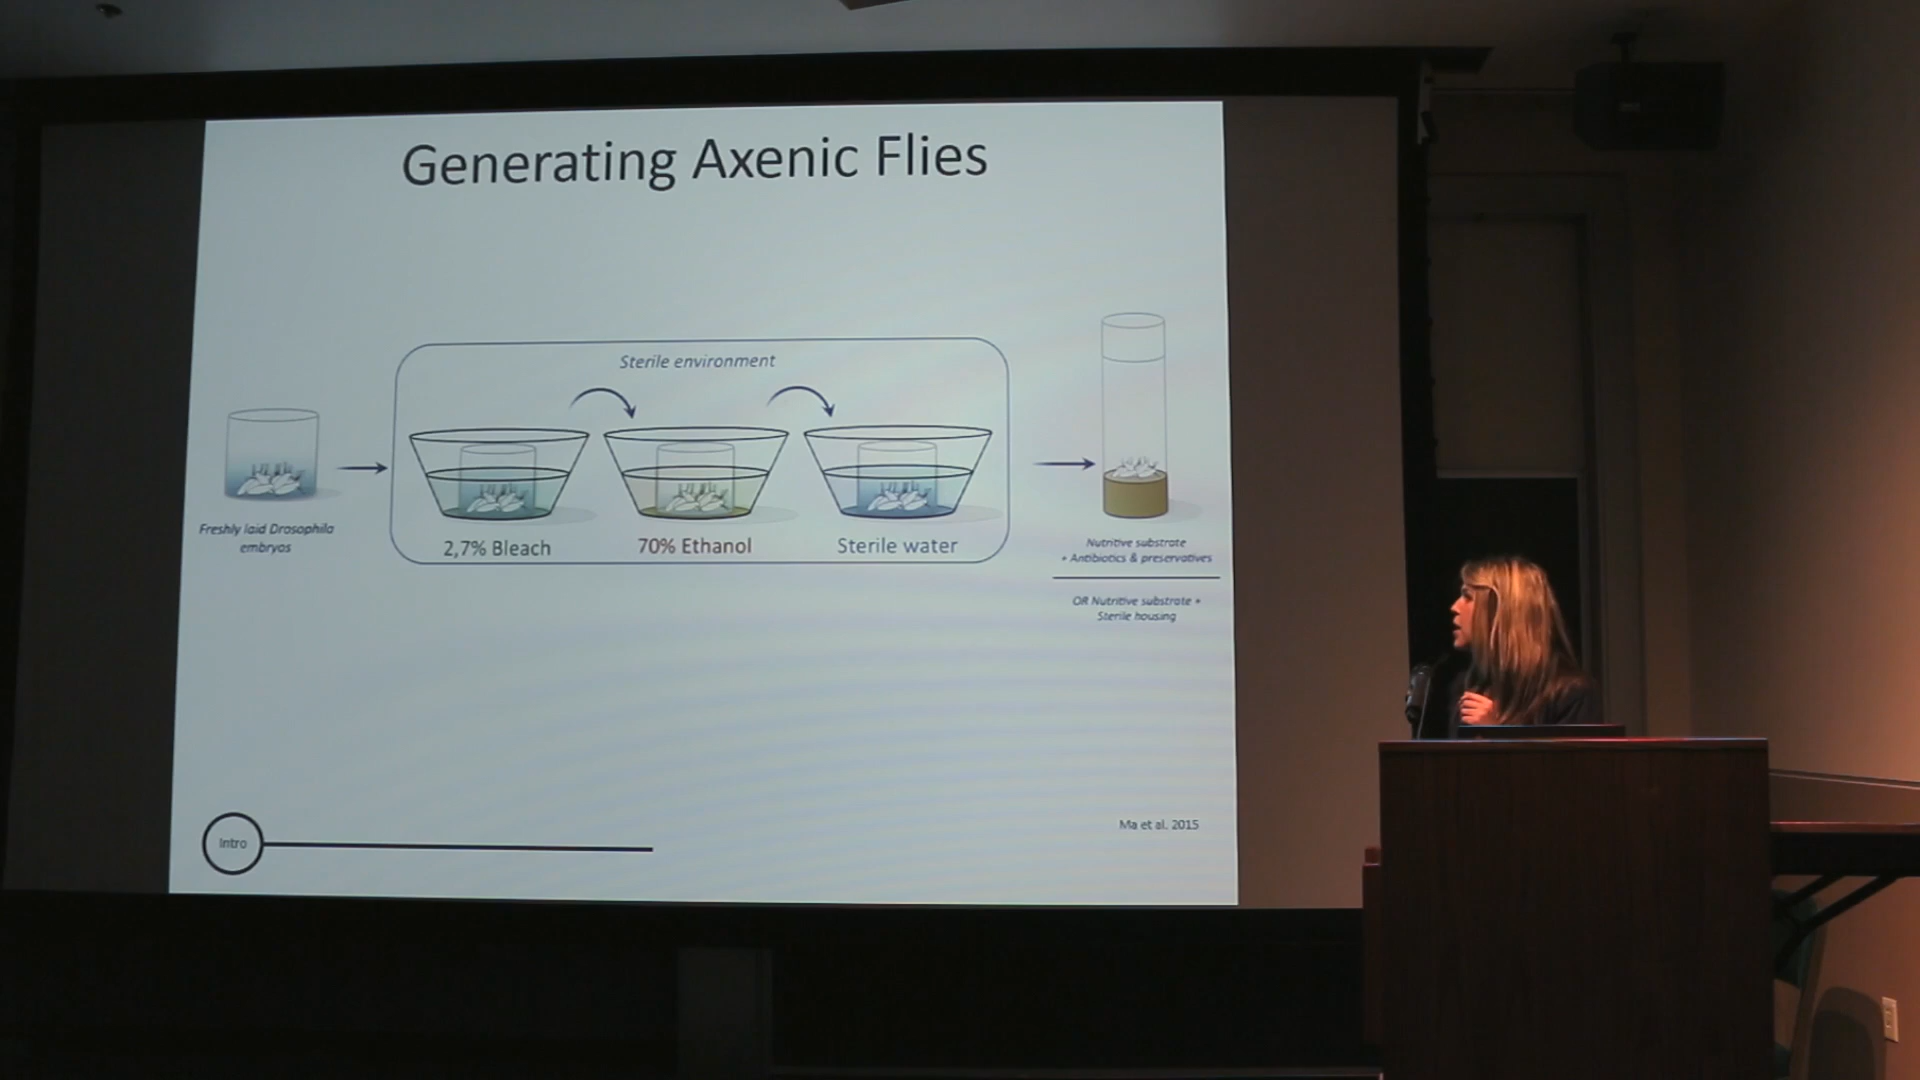 Generating Axenic Flies
Sterile environment
Freshly laid Drosophila
embryos
2,7% Bleach
70% Ethanol
Sterile water
Nutritive substrate
+ Antibiotics & preservatives
OR Nutritive substrate +
Sterile housing
Ma et al. 2015
Intro